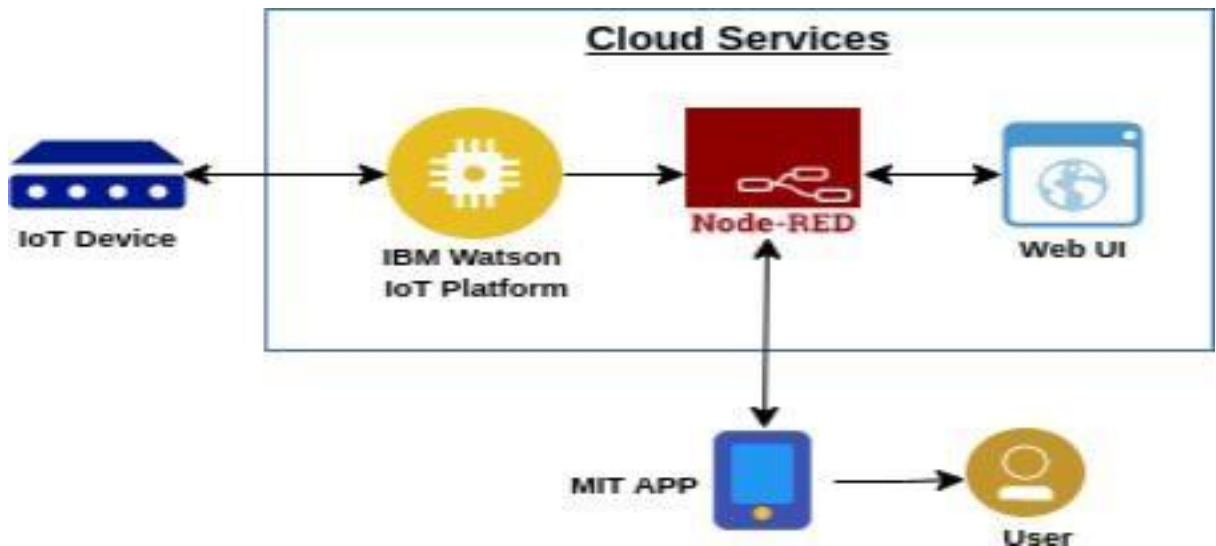 Cloud Services
IoT Device
IBM Watson
IoT Platform
Node-RED
Web UI
MIT APP
User